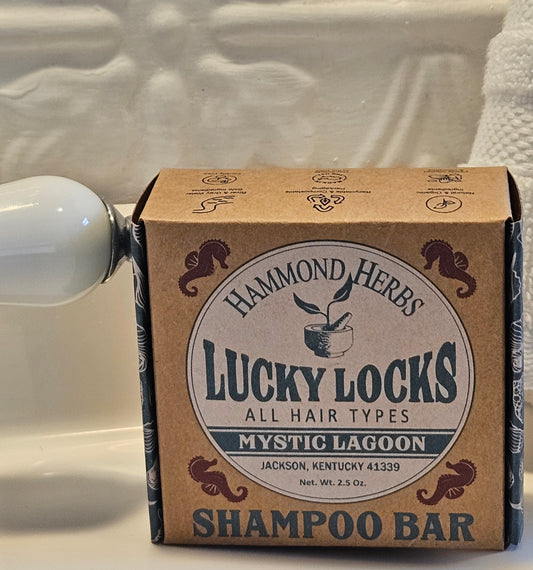 HAMMOND HERBS
LUCKY LOCKS
ALL HAIR TYPES
MYSTIC LAGOON
JACKSON, KENTUCKY 41339
Net. Wt. 2.5 Oz.
SHAMPOO BAR